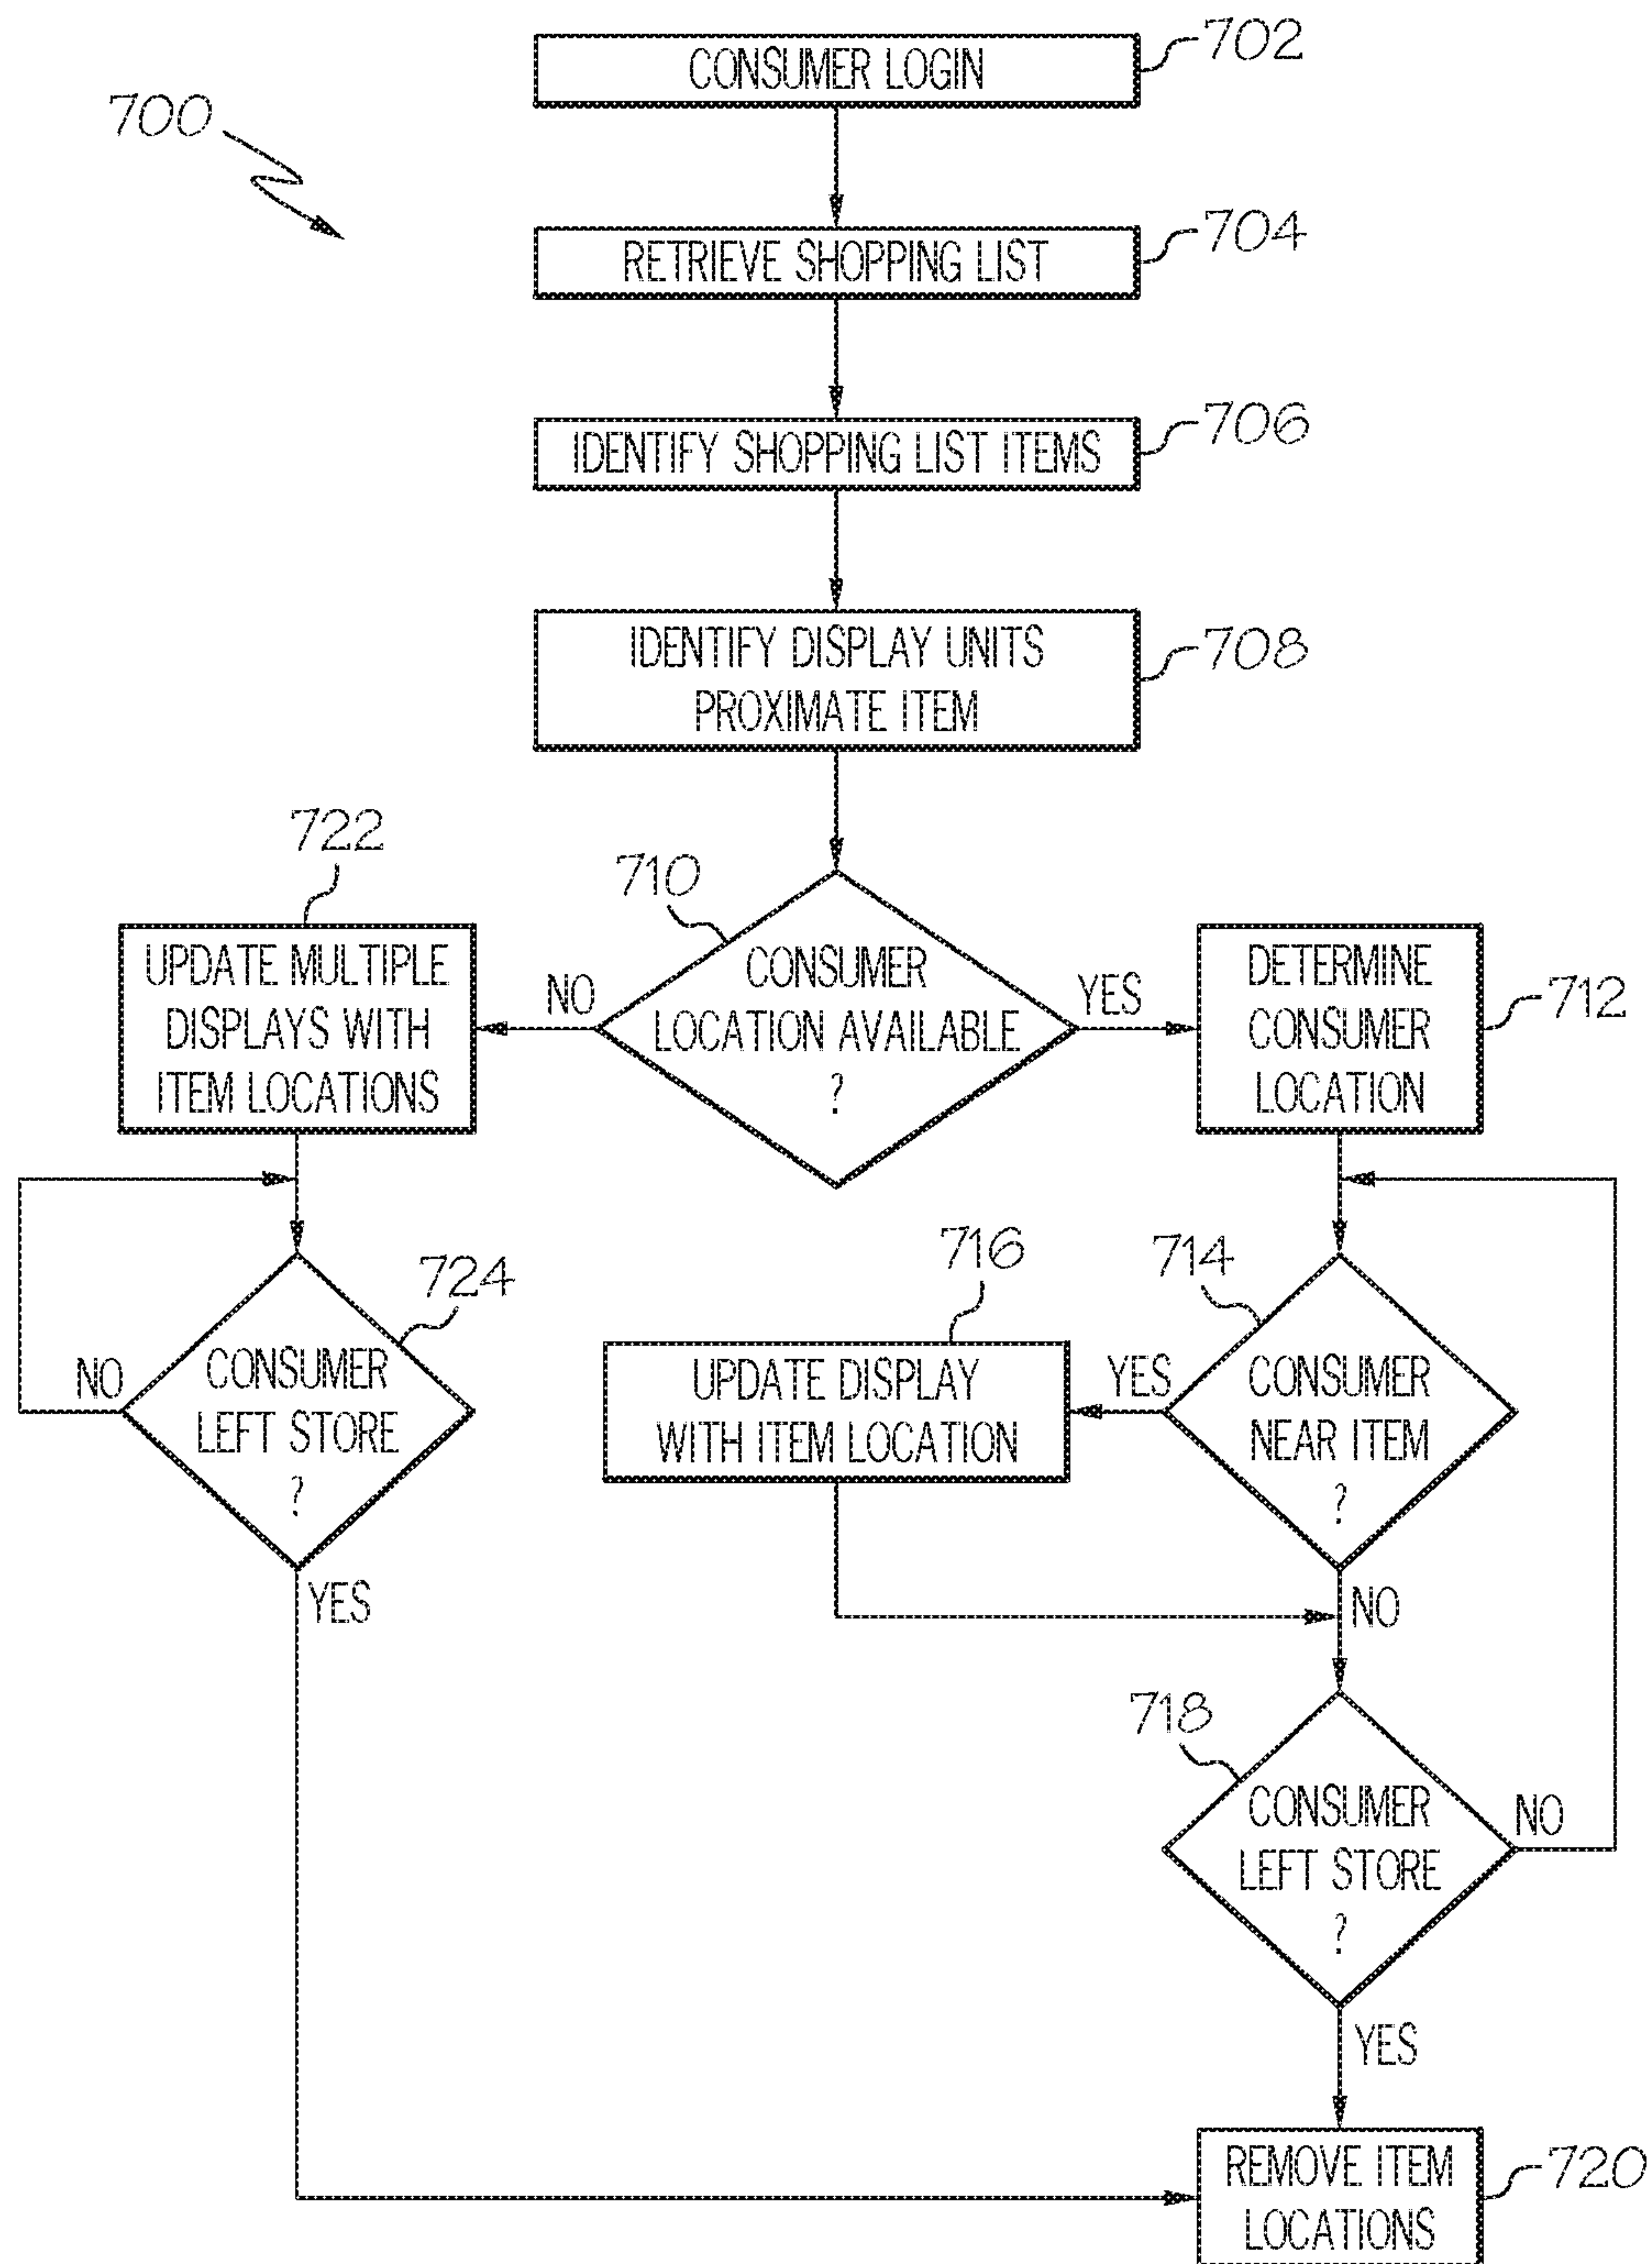 702
CONSUMER LOGIN
700
704
RETRIEVE SHOPPING LIST
706
IDENTIFY SHOPPING LIST ITEMS
708
IDENTIFY DISPLAY UNITS
PROXIMATE ITEM
722
710
UPDATE MULTIPLE
DISPLAYS WITH
ITEM LOCATIONS
NO
CONSUMER
LOCATION AVAILABLE
?
YES
DETERMINE
CONSUMER
LOCATION
712
724
NO
CONSUMER
LEFT STORE
?
YES
716
UPDATE DISPLAY
WITH ITEM LOCATION
YES
714
CONSUMER
NEAR ITEM
?
NO
718
CONSUMER
LEFT STORE
?
NO
YES
REMOVE ITEM
LOCATIONS
720